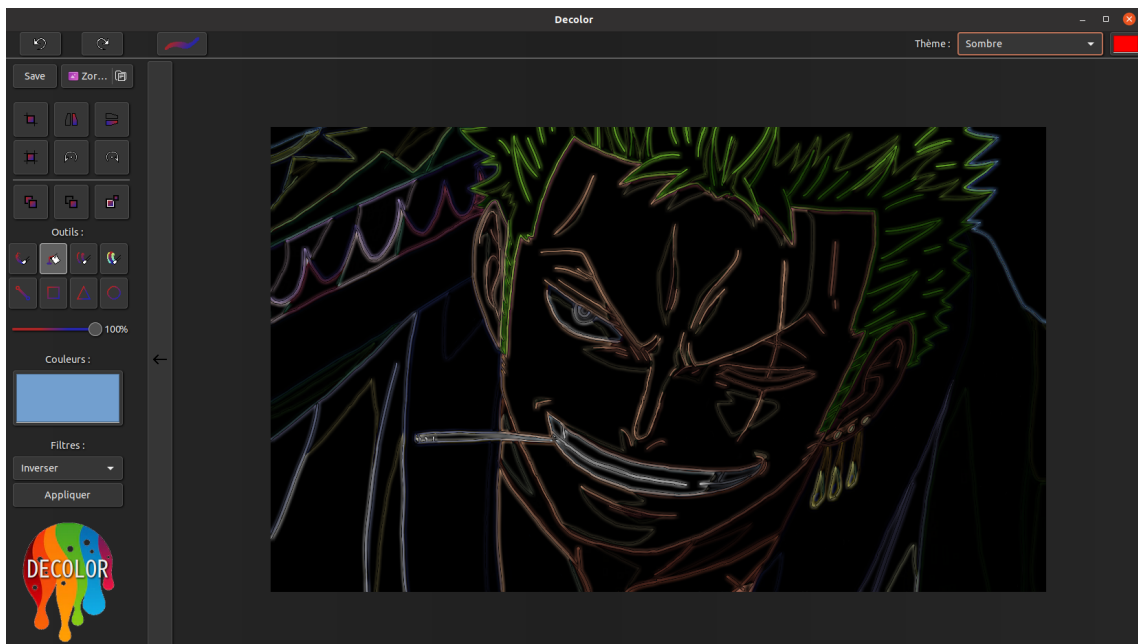 Decolor
Thème : Sombre
Save Zor...
Outils :
100%
Couleurs :
Filtres :
Inverser
Appliquer
DECOLOR